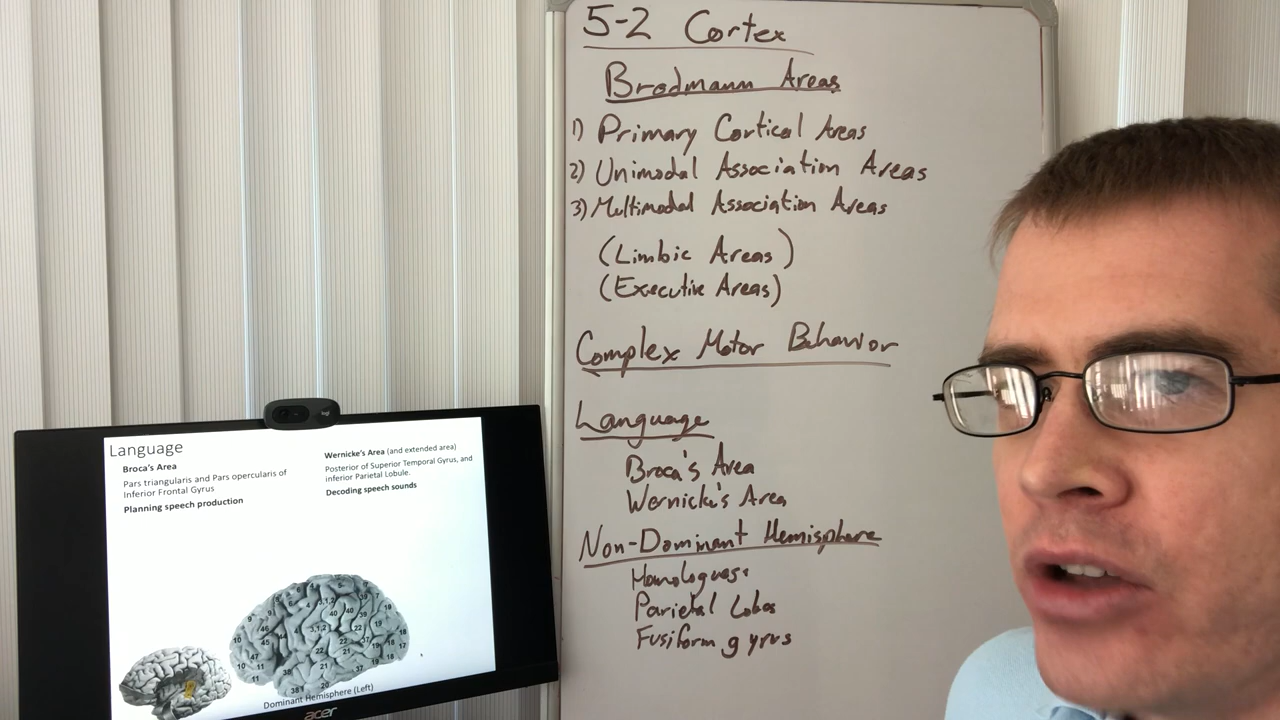 5-2 Cortex
Brodmann Areas
1) Primary Cortical Areas
2) Unimodal Association Areas
3) Multimodal Association Areas
(Limbic Areas)
(Executive Areas)
Complex Motor Behavior
Language
Broca's Area
Wernicke's Area
Non-Dominant Hemisphere
Homologues:
Parietal Lobes
Fusiform gyrus
Language
Broca's Area
Pars triangularis and Pars opercularis of
Inferior Frontal Gyrus
Planning speech production
Wernicke's Area (and extended area)
Posterior of Superior Temporal Gyrus, and
inferior Parietal Lobule.
Decoding speech sounds
Dominant Hemisphere (Left)
acer
logi